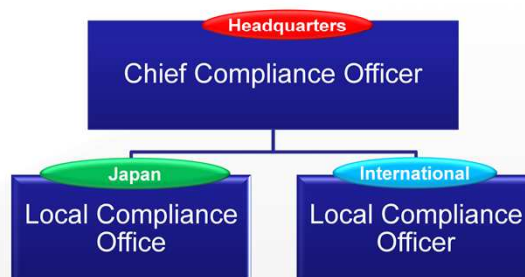 Headquarters
Chief Compliance Officer
Japan
International
Local Compliance
Office
Local Compliance
Officer